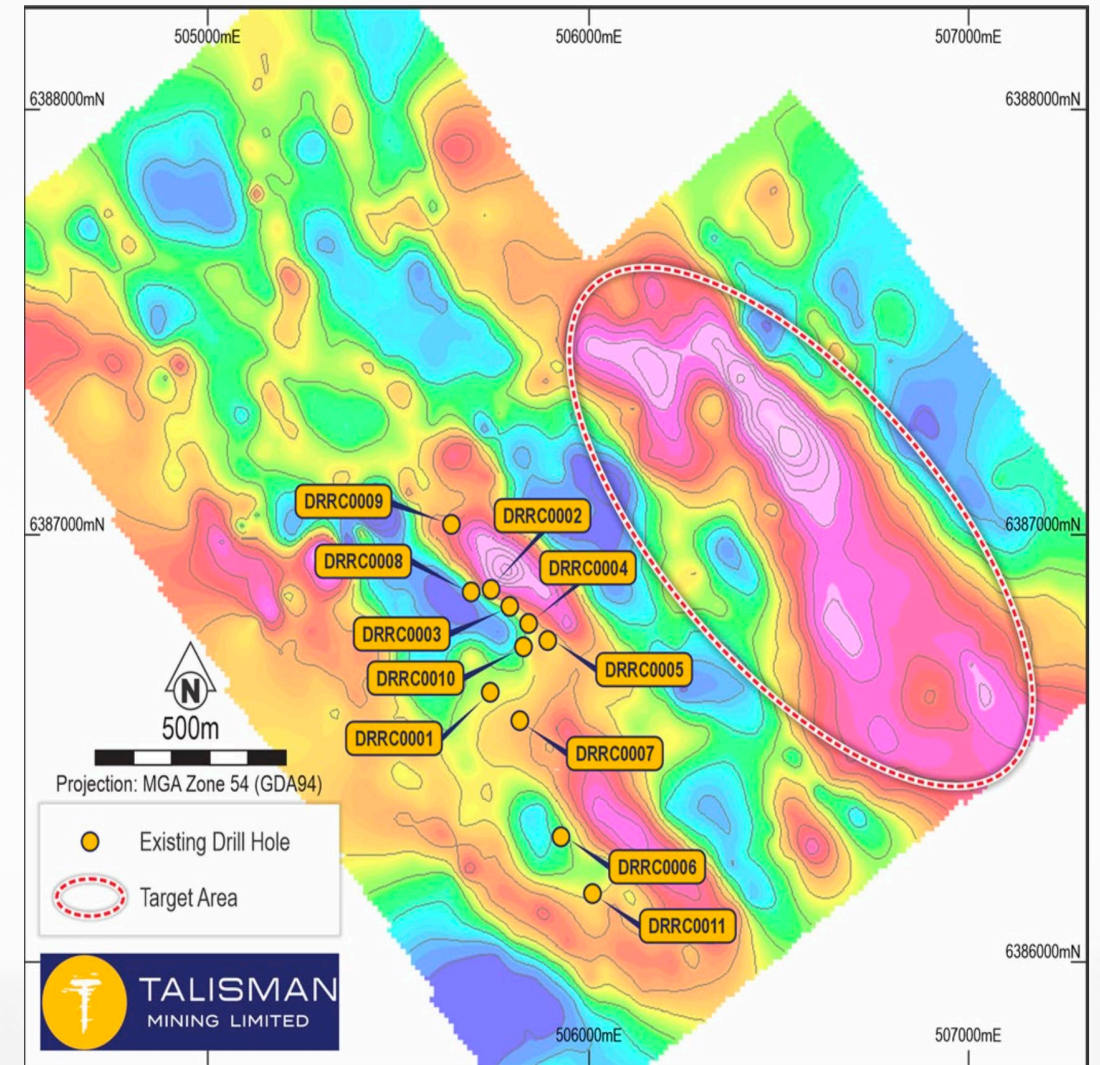 505000mE
506000mE
507000mE
6388000mN
6388000mN
DRRC0009
DRRC0002
6387000mN
6387000mN
DRRC0008
DRRC0004
DRRC0003
DRRC0005
DRRC0010
N
500m
DRRC0001
DRRC0007
Projection: MGA Zone 54 (GDA94)
Existing Drill Hole
DRRC0006
Target Area
DRRC0011
6386000mN
TALISMAN
MINING LIMITED
506000mE
507000mE